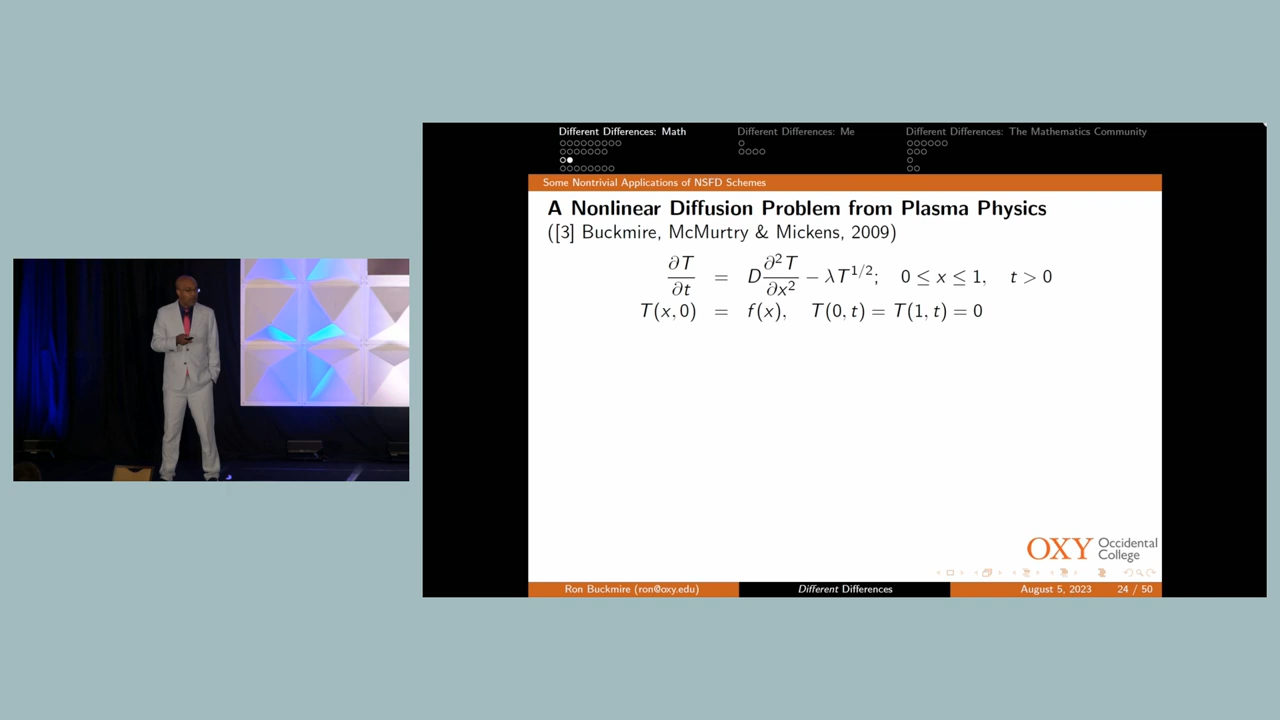 Different Differences: Math
Different Differences: Me
Different Differences: The Mathematics Community
Some Nontrivial Applications of NSFD Schemes
A Nonlinear Diffusion Problem from Plasma Physics
([3] Buckmire, McMurtry & Mickens, 2009)
∂T/∂t = D ∂²T/∂x² − λT^{1/2}; 0 ≤ x ≤ 1, t > 0
T(x, 0) = f(x), T(0, t) = T(1, t) = 0
OXY Occidental
College
Ron Buckmire (ron@oxy.edu) Different Differences August 5, 2023 24 / 50